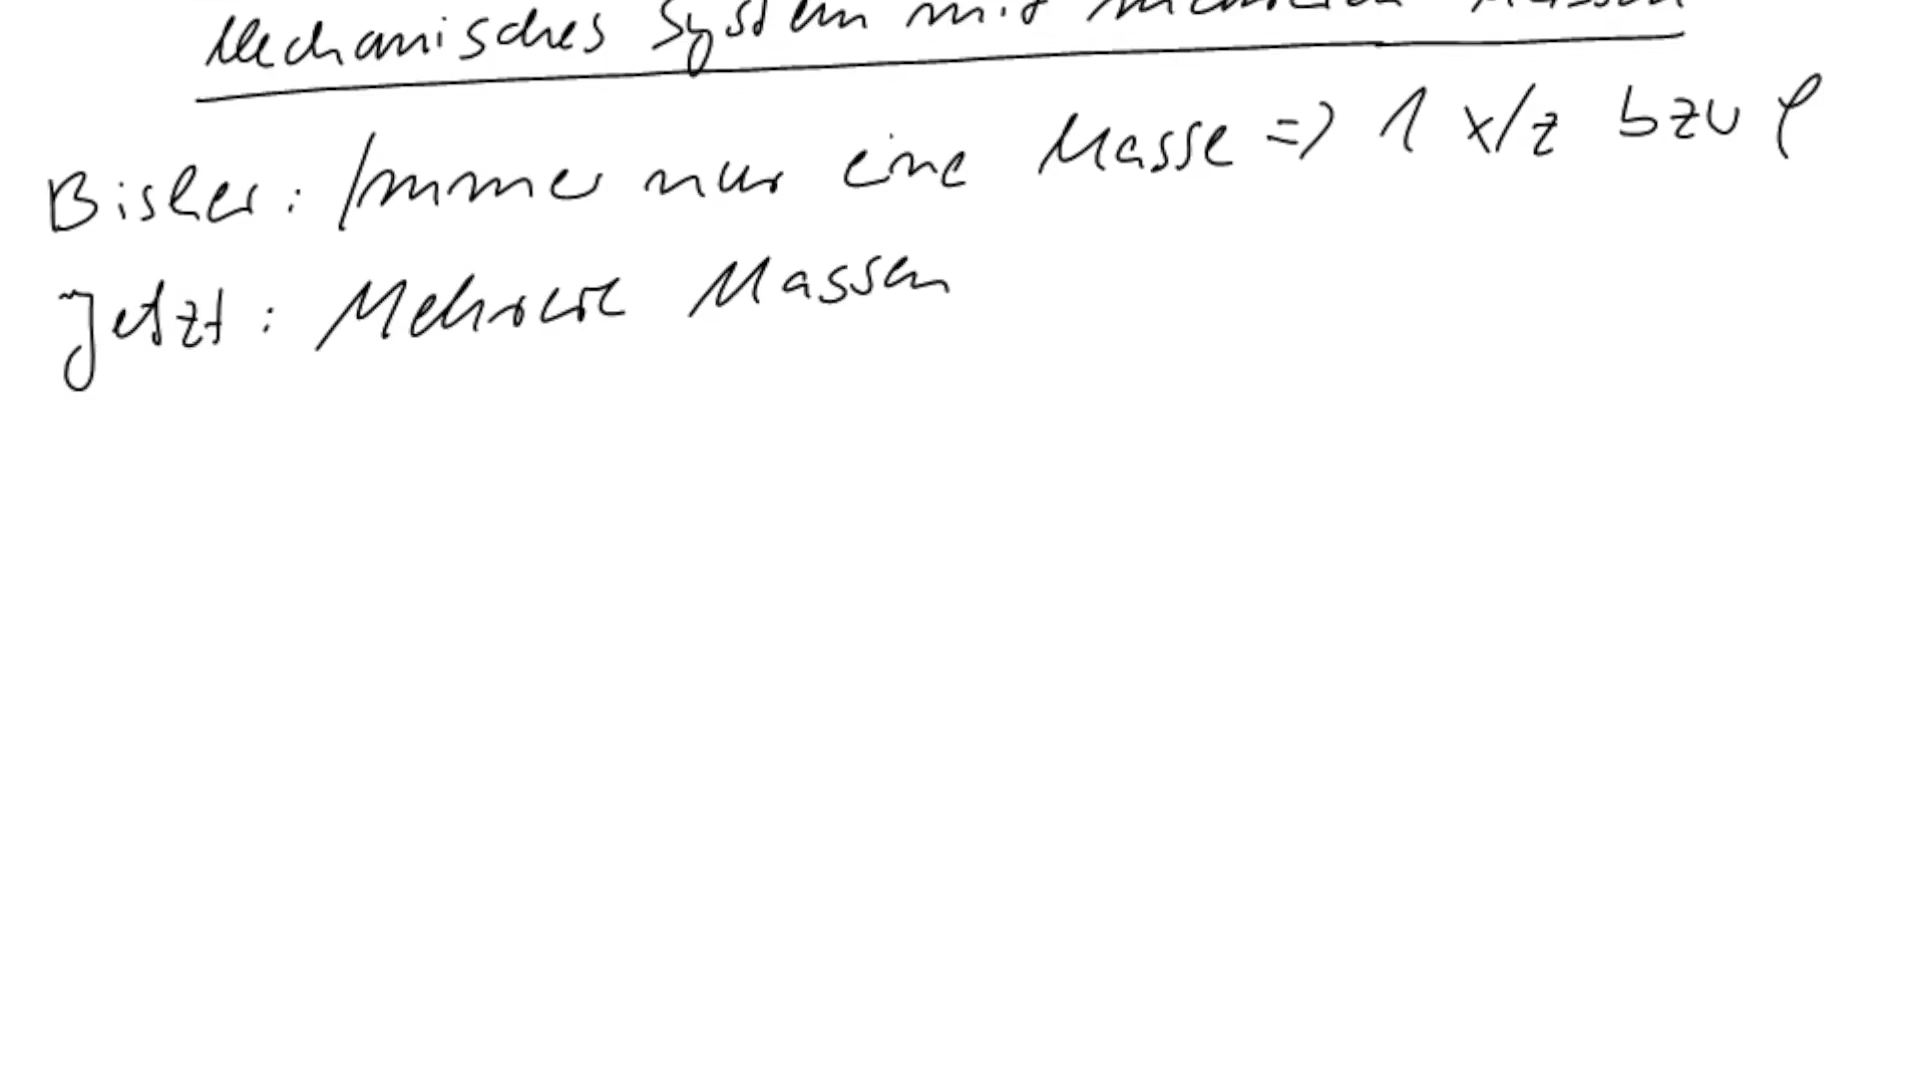 Mechanisches System mit mehreren Massen
Bisher: Immer nur eine Masse => 1 x/z bzw φ
Jetzt: Mehrere Massen